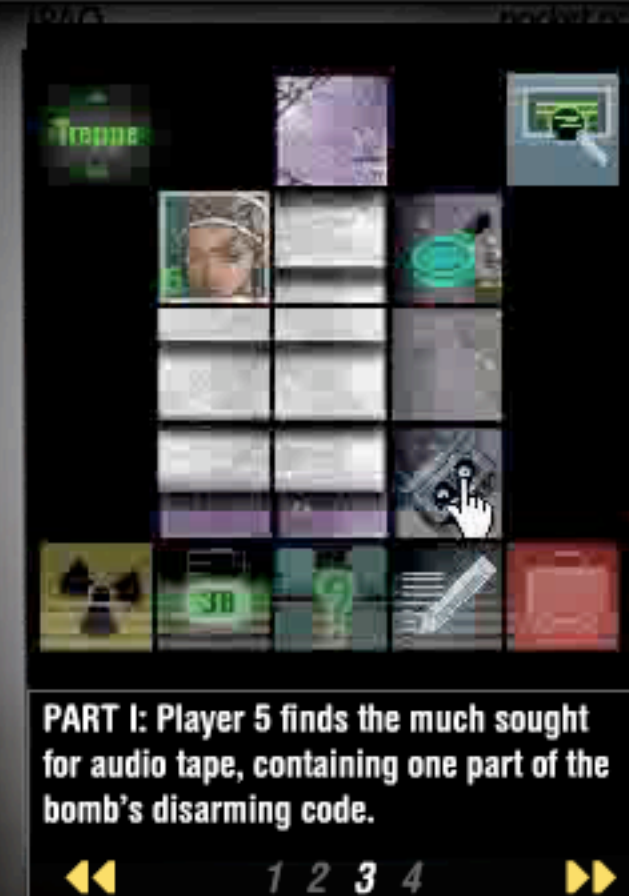 Treppe
5
PART I: Player 5 finds the much sought
for audio tape, containing one part of the
bomb's disarming code.
1 2 3 4